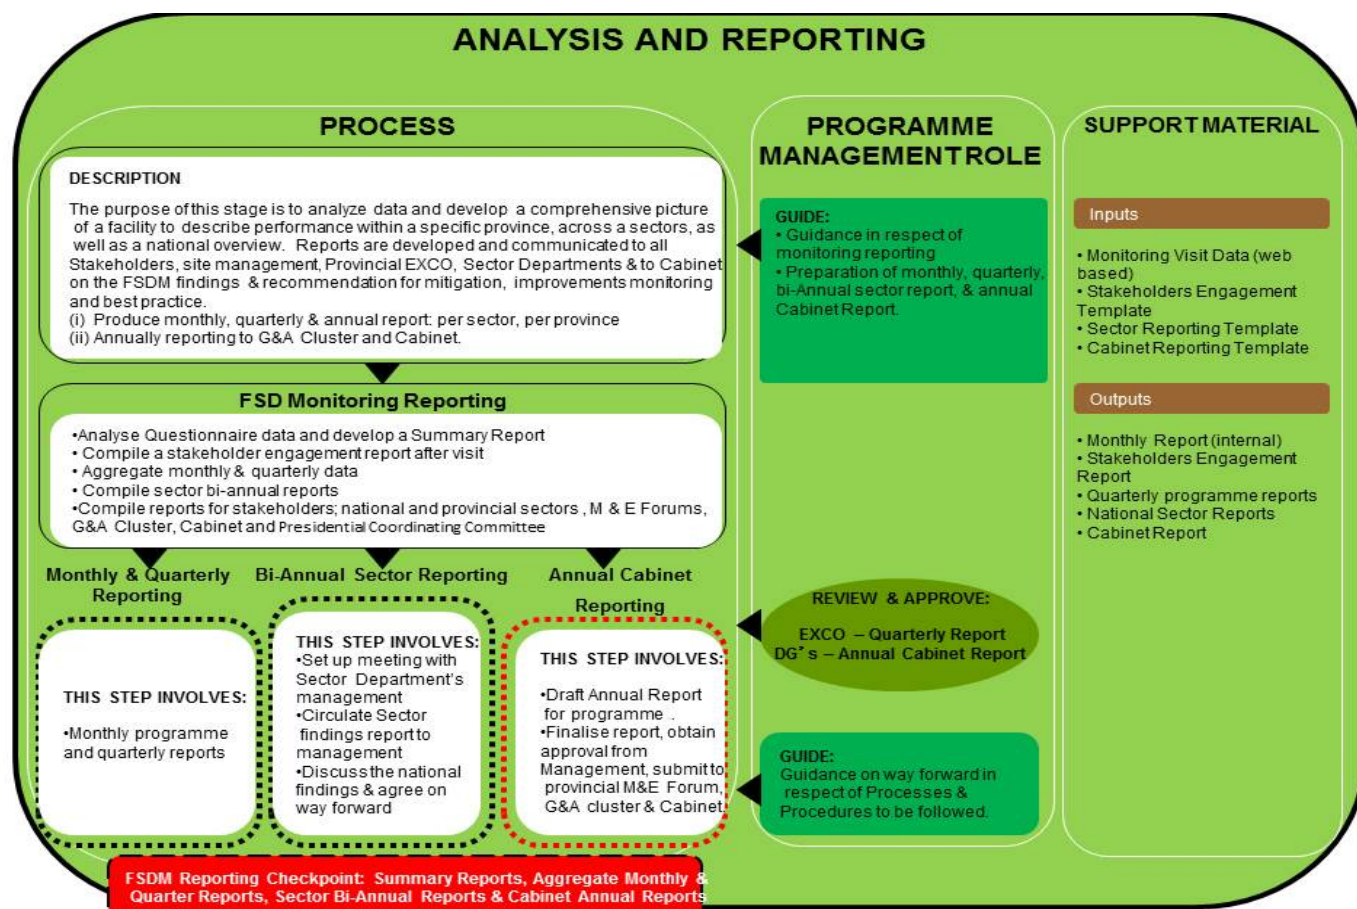 ANALYSIS AND REPORTING
PROCESS
DESCRIPTION
The purpose of this stage is to analyze data and develop a comprehensive picture
of a facility to describe performance within a specific province, across a sectors, as
well as a national overview. Reports are developed and communicated to all
Stakeholders, site management, Provincial EXCO, Sector Departments & to Cabinet
on the FSDM findings & recommendation for mitigation, improvements monitoring
and best practice.
(i) Produce monthly, quarterly & annual report: per sector, per province
(ii) Annually reporting to G&A Cluster and Cabinet.
FSD Monitoring Reporting
•Analyse Questionnaire data and develop a Summary Report
• Compile a stakeholder engagement report after visit
• Aggregate monthly & quarterly data
• Compile sector bi-annual reports
•Compile reports for stakeholders; national and provincial sectors , M & E Forums,
G&A Cluster, Cabinet and Presidential Coordinating Committee
Monthly & Quarterly
Reporting
THIS STEP INVOLVES:
•Monthly programme
and quarterly reports
Bi-Annual Sector Reporting
THIS STEP INVOLVES:
•Set up meeting with
Sector Department's
management
•Circulate Sector
findings report to
management
•Discuss the national
findings & agree on
way forward
Annual Cabinet
Reporting
THIS STEP INVOLVES:
•Draft Annual Report
for programme .
•Finalise report, obtain
approval from
Management, submit to
provincial M&E Forum,
G&A cluster & Cabinet.
FSDM Reporting Checkpoint: Summary Reports, Aggregate Monthly &
Quarter Reports, Sector Bi-Annual Reports & Cabinet Annual Reports
PROGRAMME
MANAGEMENT ROLE
GUIDE:
• Guidance in respect of
monitoring reporting
• Preparation of monthly, quarterly,
bi-Annual sector report, & annual
Cabinet Report.
REVIEW & APPROVE:
EXCO – Quarterly Report
DG's – Annual Cabinet Report
GUIDE:
Guidance on way forward in
respect of Processes &
Procedures to be followed.
SUPPORT MATERIAL
Inputs
• Monitoring Visit Data (web
based)
• Stakeholders Engagement
Template
• Sector Reporting Template
• Cabinet Reporting Template
Outputs
• Monthly Report (internal)
• Stakeholders Engagement
Report
• Quarterly programme reports
• National Sector Reports
• Cabinet Report